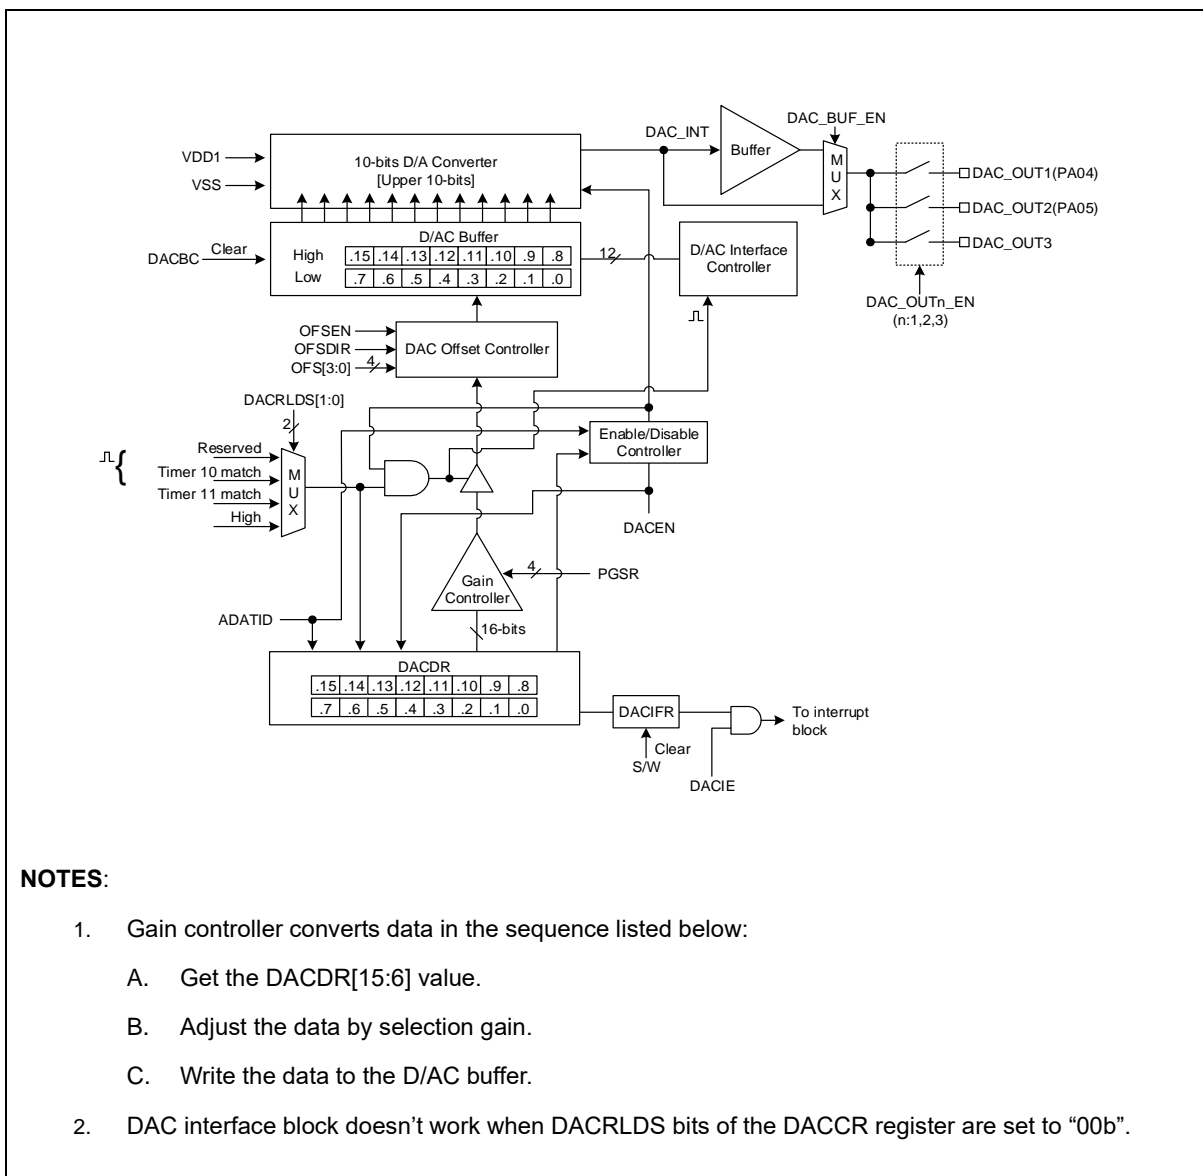 DAC_BUF_EN
DAC_INT
Buffer
MUX
VDD1
VSS
10-bits D/A Converter
[Upper 10-bits]
DAC_OUT1(PA04)
DAC_OUT2(PA05)
DAC_OUT3
DAC_OUTn_EN
(n:1,2,3)
D/AC Buffer
DACBC
Clear
High
.15 .14 .13 .12 .11 .10 .9 .8
Low
.7 .6 .5 .4 .3 .2 .1 .0
12
D/AC Interface
Controller
OFSEN
OFSDIR
OFS[3:0]
4
DAC Offset Controller
DACRLDS[1:0]
2
Reserved
Timer 10 match
Timer 11 match
High
MUX
Enable/Disable
Controller
DACEN
Gain
Controller
4
PGSR
ADATID
16-bits
DACDR
.15 .14 .13 .12 .11 .10 .9 .8
.7 .6 .5 .4 .3 .2 .1 .0
DACIFR
Clear
S/W
DACIE
To interrupt
block
NOTES:
1. Gain controller converts data in the sequence listed below:
A. Get the DACDR[15:6] value.
B. Adjust the data by selection gain.
C. Write the data to the D/AC buffer.
2. DAC interface block doesn’t work when DACRLDS bits of the DACCR register are set to “00b”.